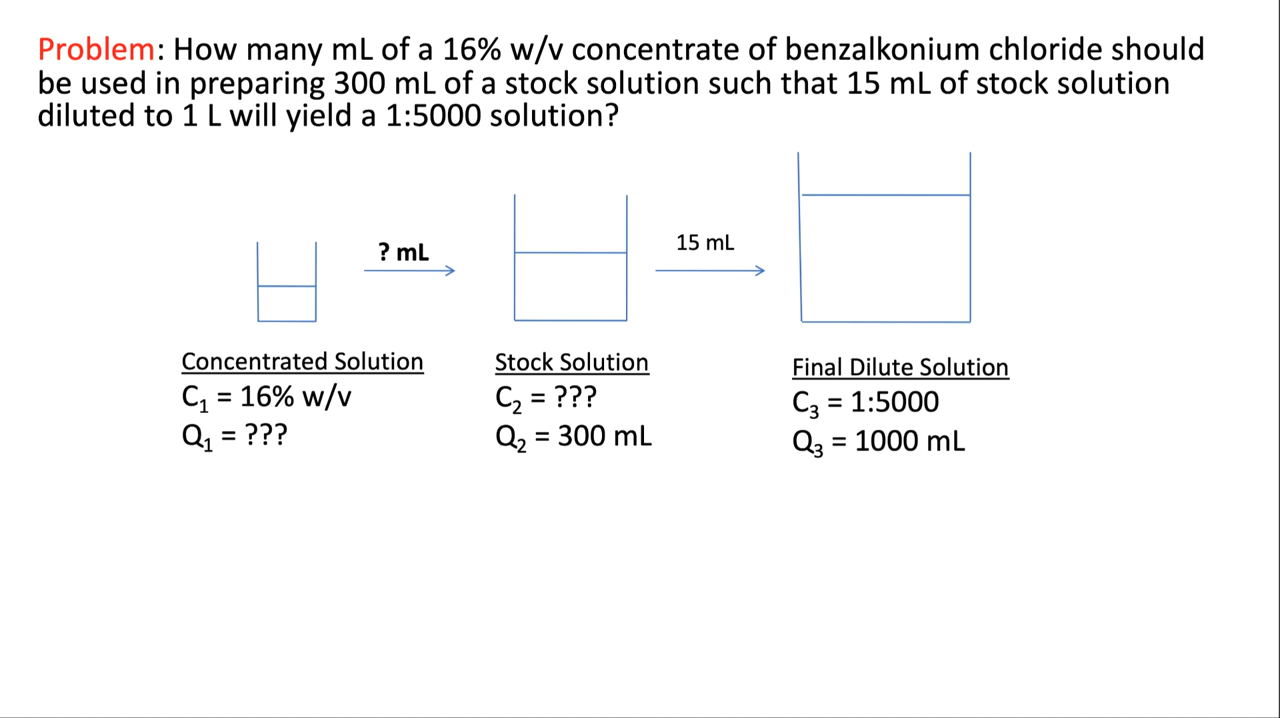 Problem: How many mL of a 16% w/v concentrate of benzalkonium chloride should
be used in preparing 300 mL of a stock solution such that 15 mL of stock solution
diluted to 1 L will yield a 1:5000 solution?
? mL
15 mL
Concentrated Solution
C₁ = 16% w/v
Q₁ = ???
Stock Solution
C₂ = ???
Q₂ = 300 mL
Final Dilute Solution
C₃ = 1:5000
Q₃ = 1000 mL